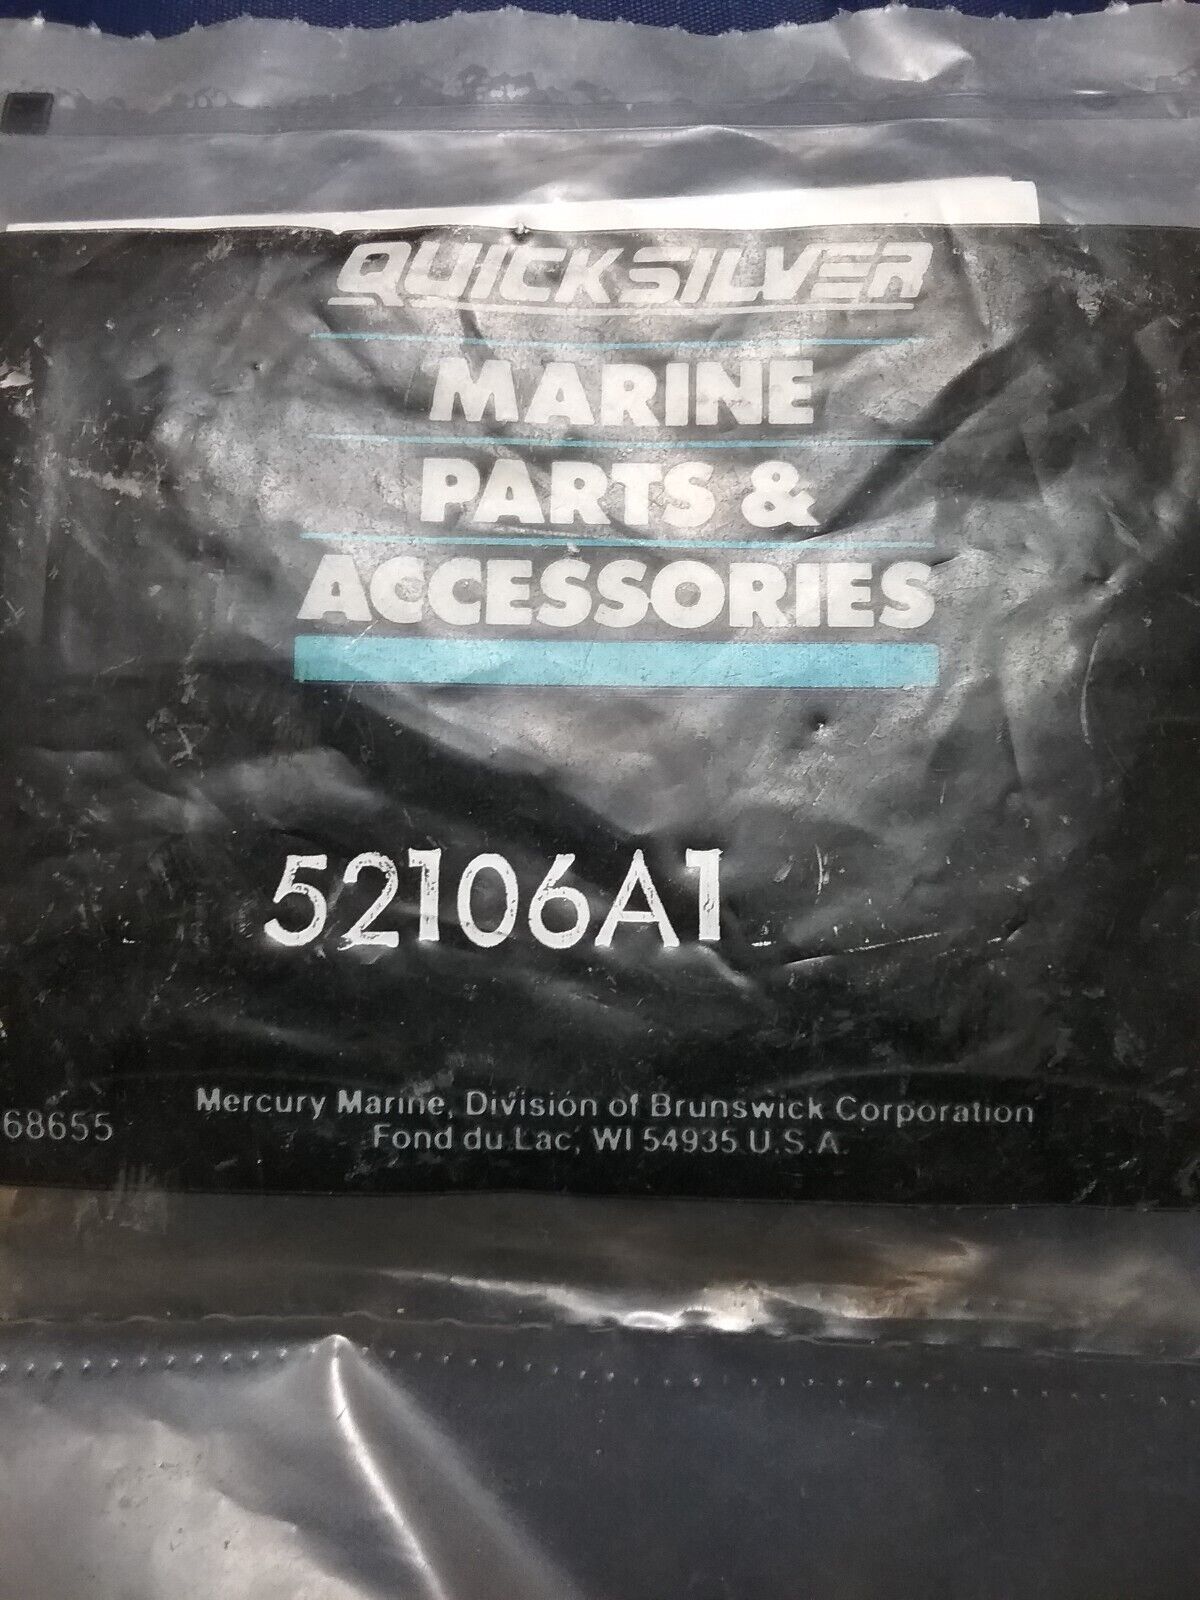 QUICKSILVER
MARINE
PARTS &
ACCESSORIES
52106A1
68655
Mercury Marine, Division of Brunswick Corporation
Fond du Lac, WI 54935 U.S.A.